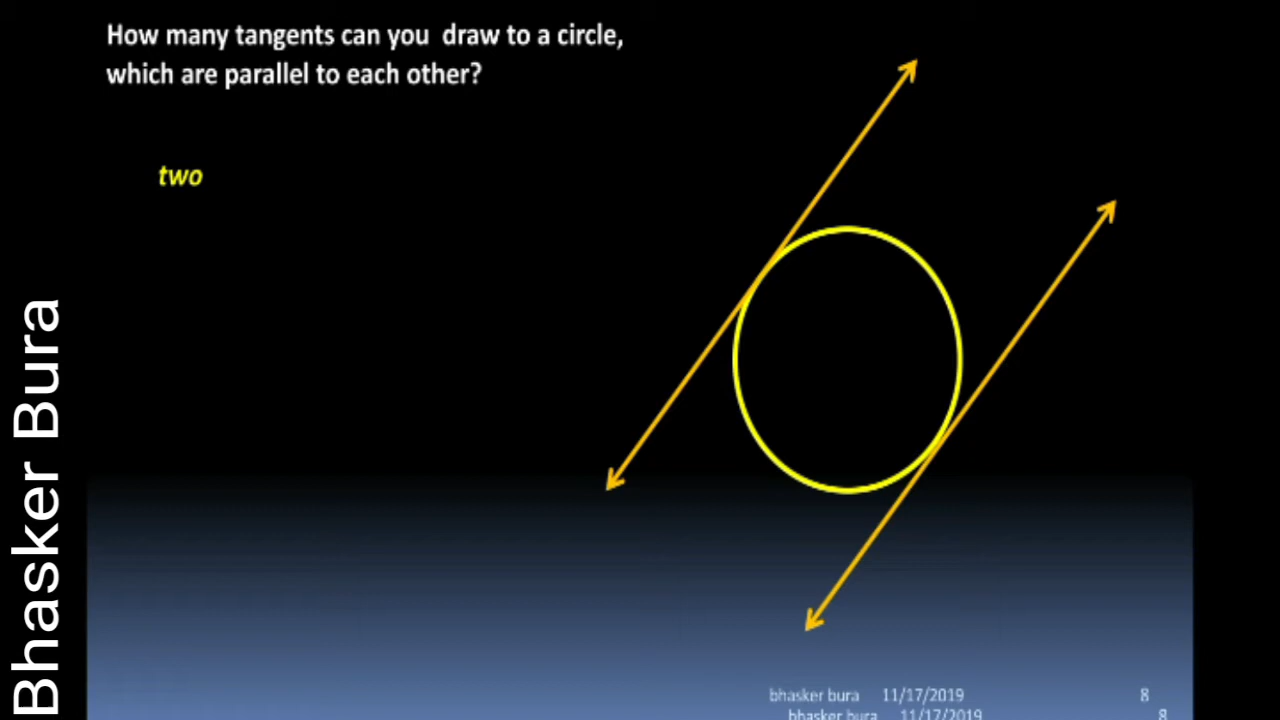 How many tangents can you draw to a circle,
which are parallel to each other?
two
Bhasker Bura
bhasker bura 11/17/2019 8
bhasker bura 11/17/2019 8